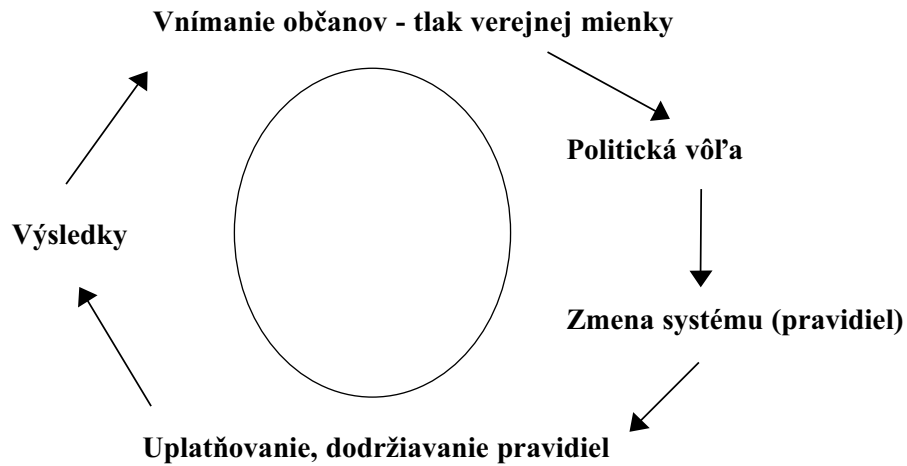 Vnímanie občanov - tlak verejnej mienky
Politická vôľa
Výsledky
Zmena systému (pravidiel)
Uplatňovanie, dodržiavanie pravidiel